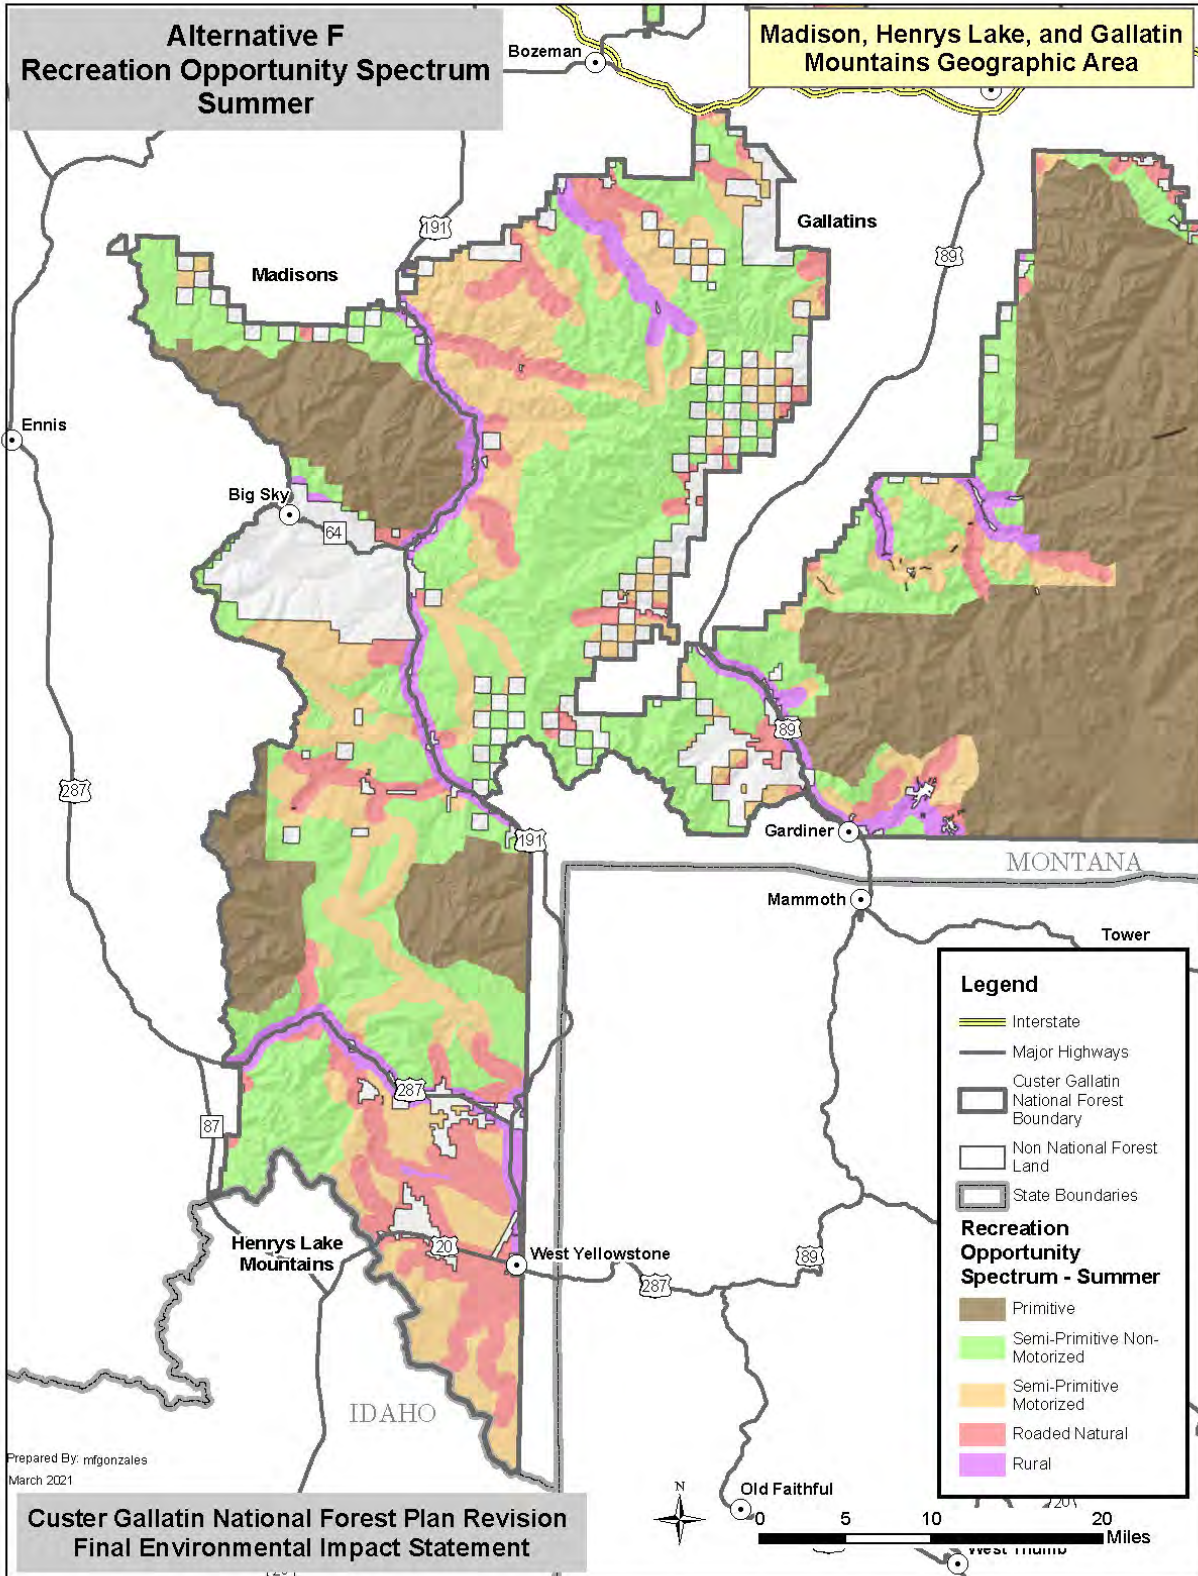 Alternative F
Recreation Opportunity Spectrum
Summer
Madison, Henrys Lake, and Gallatin
Mountains Geographic Area
Bozeman
191
Gallatins
89
Madisons
Ennis
Big Sky
64
287
89
191
Gardiner
MONTANA
Mammoth
Tower
287
87
Henrys Lake
Mountains
20
West Yellowstone
89
287
IDAHO
Legend
Interstate
Major Highways
Custer Gallatin
National Forest
Boundary
Non National Forest
Land
State Boundaries
Recreation
Opportunity
Spectrum - Summer
Primitive
Semi-Primitive Non-
Motorized
Semi-Primitive
Motorized
Roaded Natural
Rural
Prepared By: mfgonzales
March 2021
Custer Gallatin National Forest Plan Revision
Final Environmental Impact Statement
N
Old Faithful
0 5 10 20
Miles
West Thumb